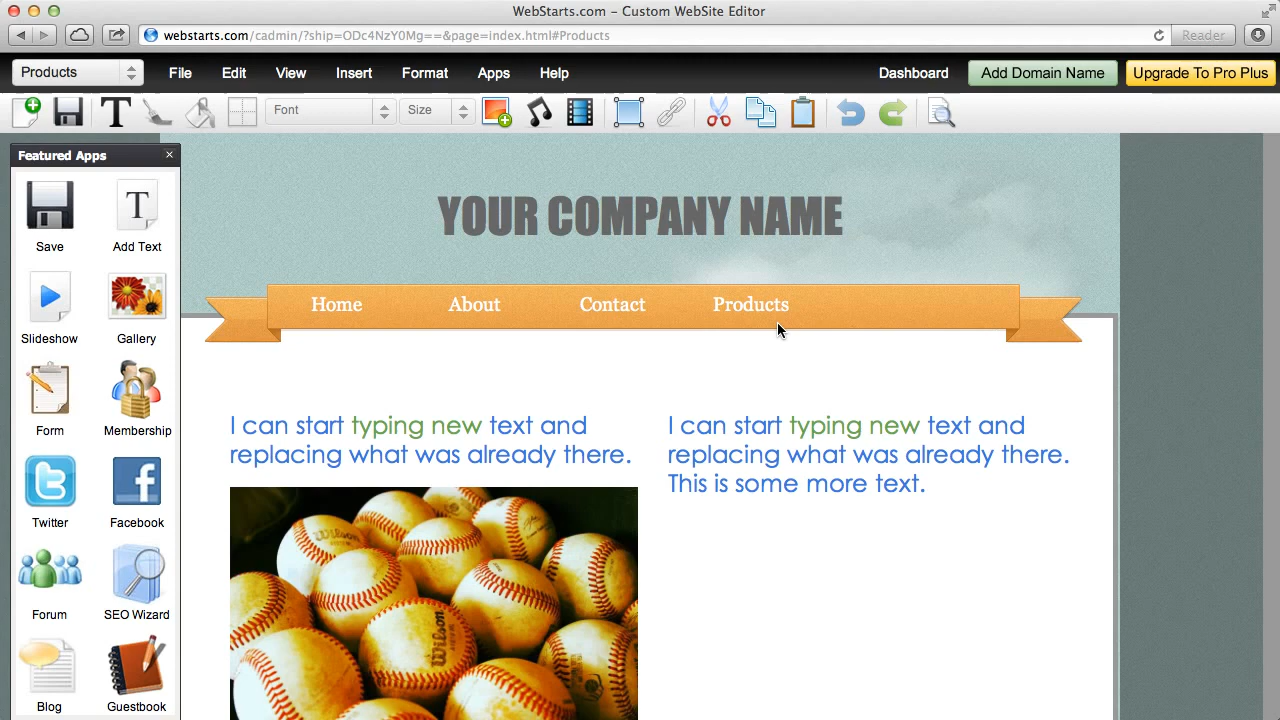 WebStarts.com – Custom WebSite Editor
webstarts.com/cadmin/?ship=ODc4NzY0Mg==&page=index.html#Products
Reader
Products File Edit View Insert Format Apps Help Dashboard Add Domain Name Upgrade To Pro Plus
Font Size
Featured Apps
Save Add Text
Slideshow Gallery
Form Membership
Twitter Facebook
Forum SEO Wizard
Blog Guestbook
YOUR COMPANY NAME
Home About Contact Products
I can start typing new text and
replacing what was already there.
I can start typing new text and
replacing what was already there.
This is some more text.
Wilson
Wilson